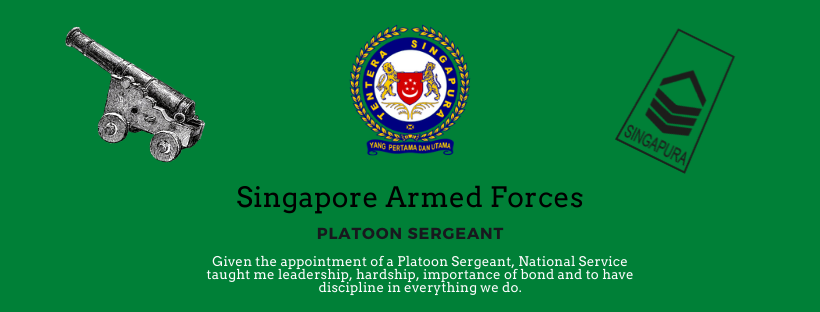 TENTERA SINGAPURA
YANG PERTAMA DAN UTAMA
SINGAPURA
Singapore Armed Forces
PLATOON SERGEANT
Given the appointment of a Platoon Sergeant, National Service
taught me leadership, hardship, importance of bond and to have
discipline in everything we do.